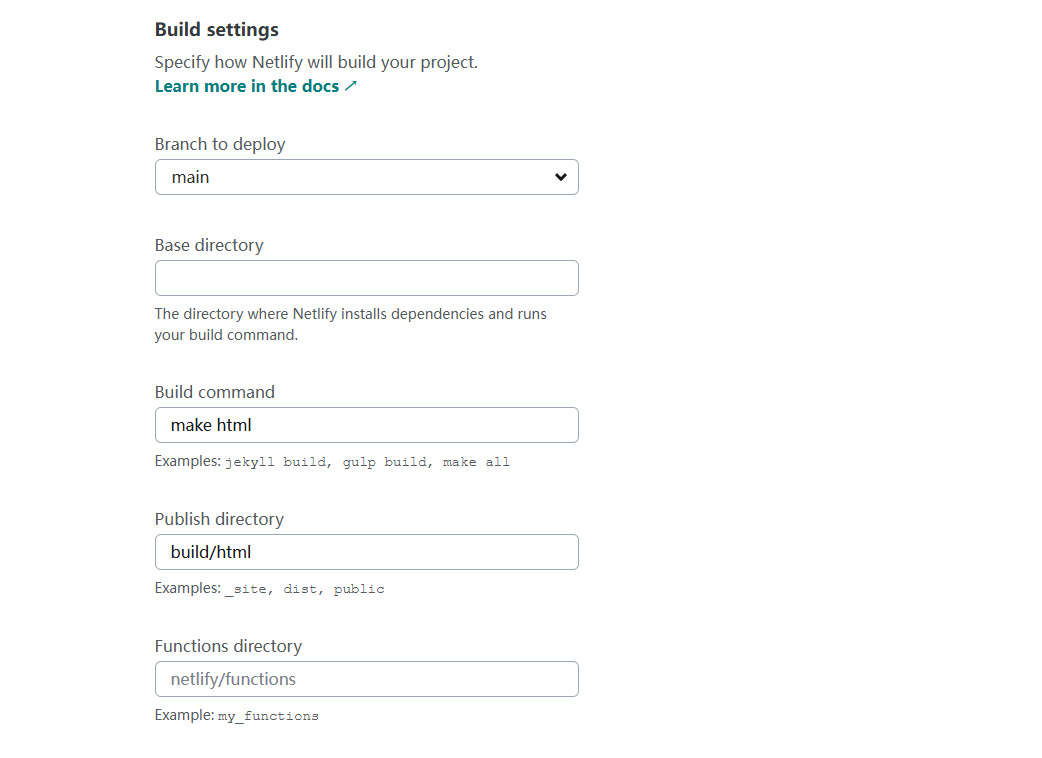 Build settings
Specify how Netlify will build your project.
Learn more in the docs ↗
Branch to deploy
main
Base directory
The directory where Netlify installs dependencies and runs
your build command.
Build command
make html
Examples: jekyll build, gulp build, make all
Publish directory
build/html
Examples: _site, dist, public
Functions directory
netlify/functions
Example: my_functions